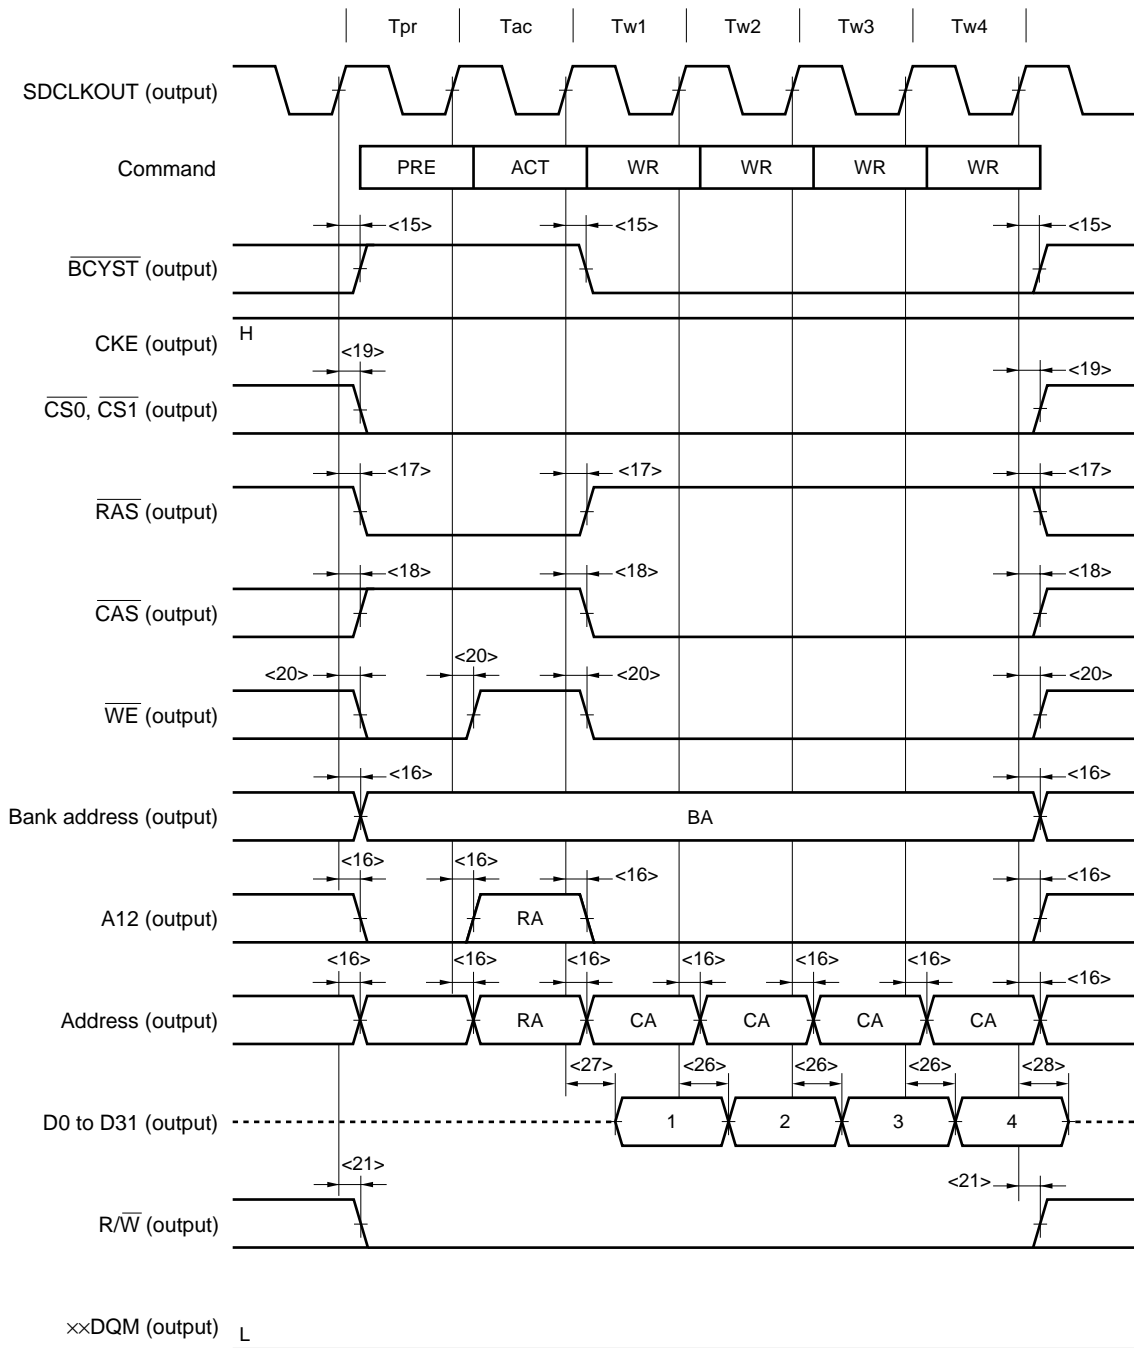 Tpr Tac Tw1 Tw2 Tw3 Tw4
SDCLKOUT (output)
Command PRE ACT WR WR WR WR
<15> <15> <15>
BCYST (output)
CKE (output) H
<19> <19>
CS0, CS1 (output)
<17> <17> <17>
RAS (output)
<18> <18> <18>
CAS (output)
<20> <20> <20> <20>
WE (output)
<16> <16>
Bank address (output) BA
<16> <16> <16> <16>
A12 (output) RA
<16> <16> <16> <16> <16> <16> <16>
Address (output) RA CA CA CA CA
<27> <26> <26> <26> <28>
D0 to D31 (output) 1 2 3 4
<21> <21>
R/W (output)
××DQM (output) L